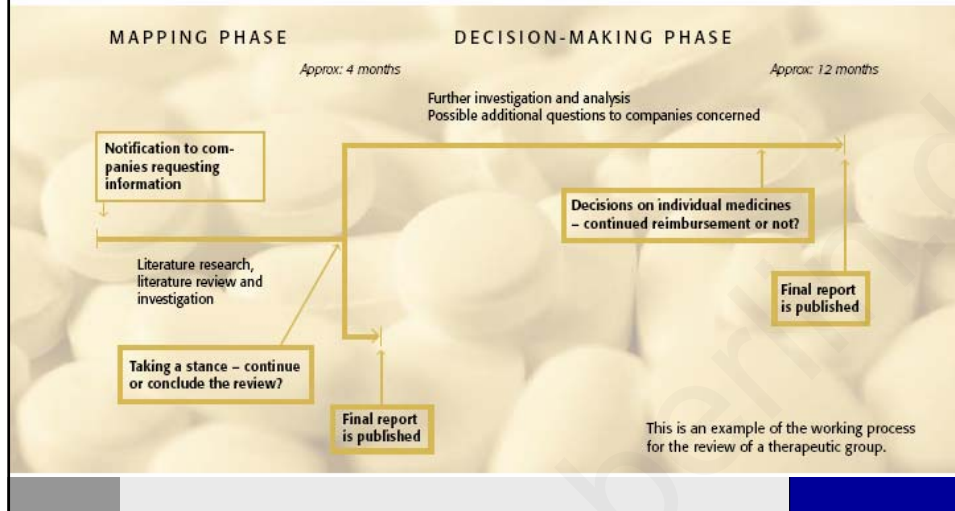 MAPPING PHASE
DECISION-MAKING PHASE
Approx: 4 months
Approx: 12 months
Further investigation and analysis
Possible additional questions to companies concerned
Notification to com-
panies requesting
information
Decisions on individual medicines
– continued reimbursement or not?
Literature research,
literature review and
investigation
Final report
is published
Taking a stance – continue
or conclude the review?
Final report
is published
This is an example of the working process
for the review of a therapeutic group.